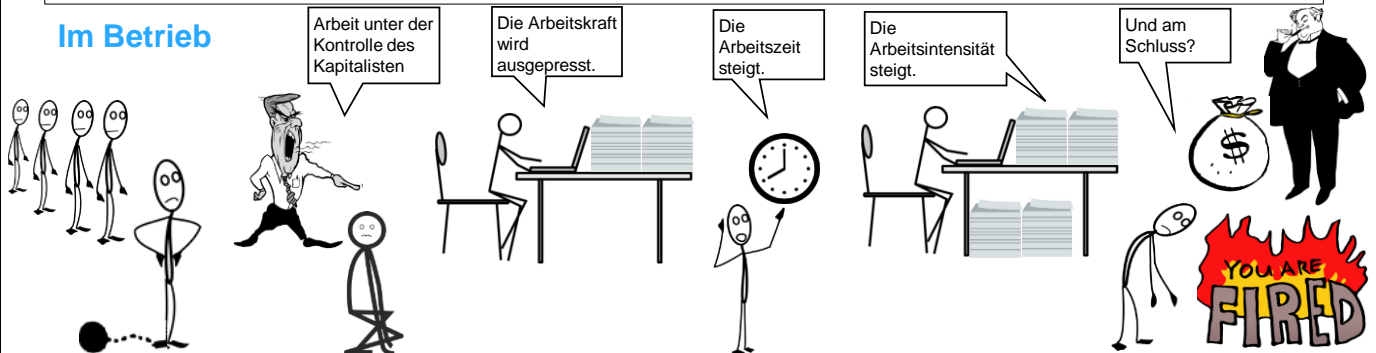 Im Betrieb
Arbeit unter der
Kontrolle des
Kapitalisten
Die Arbeitskraft
wird
ausgepresst.
Die
Arbeitszeit
steigt.
Die
Arbeitsintensität
steigt.
Und am
Schluss?
$
YOU ARE
FIRED